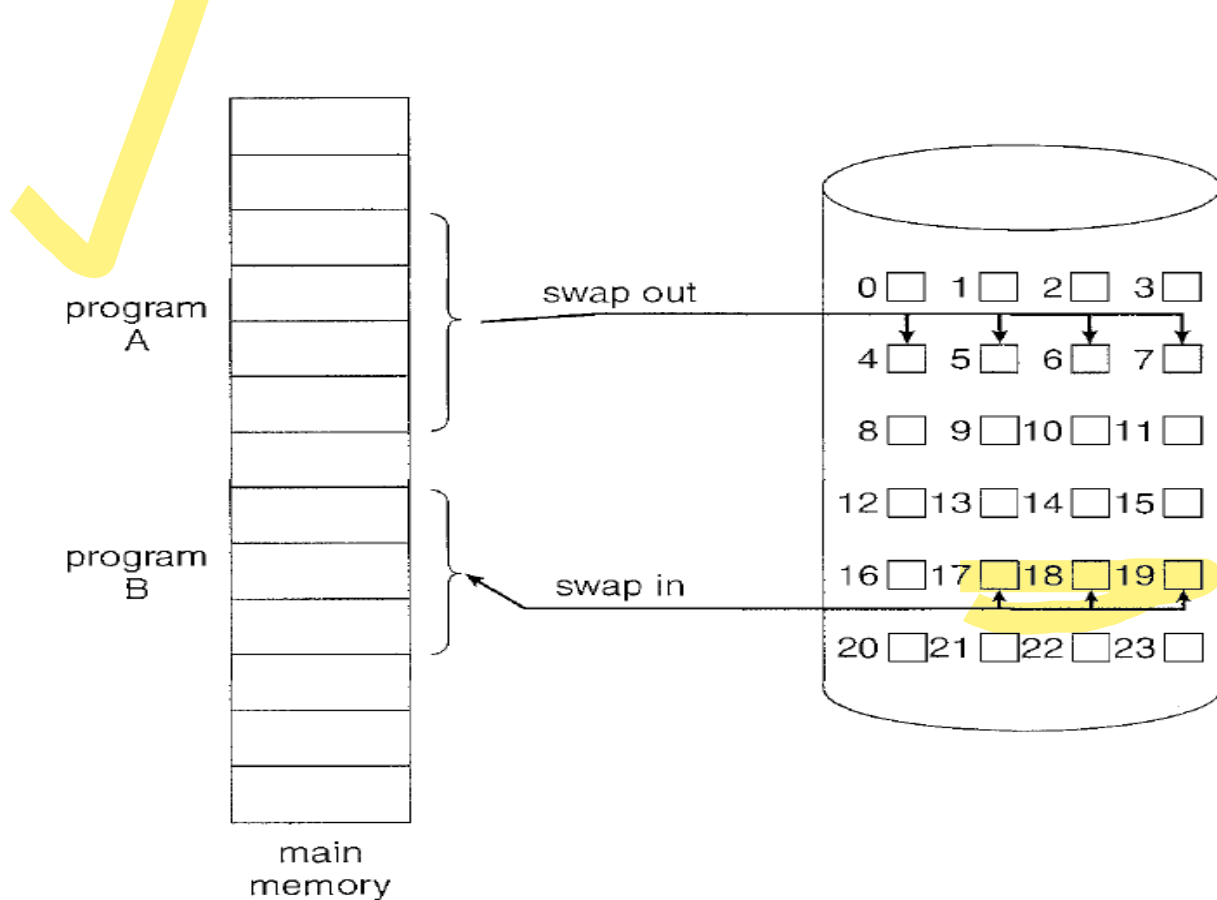 program
A
swap out
0 1 2 3
4 5 6 7
8 9 10 11
12 13 14 15
program
B
swap in
16 17 18 19
20 21 22 23
main
memory